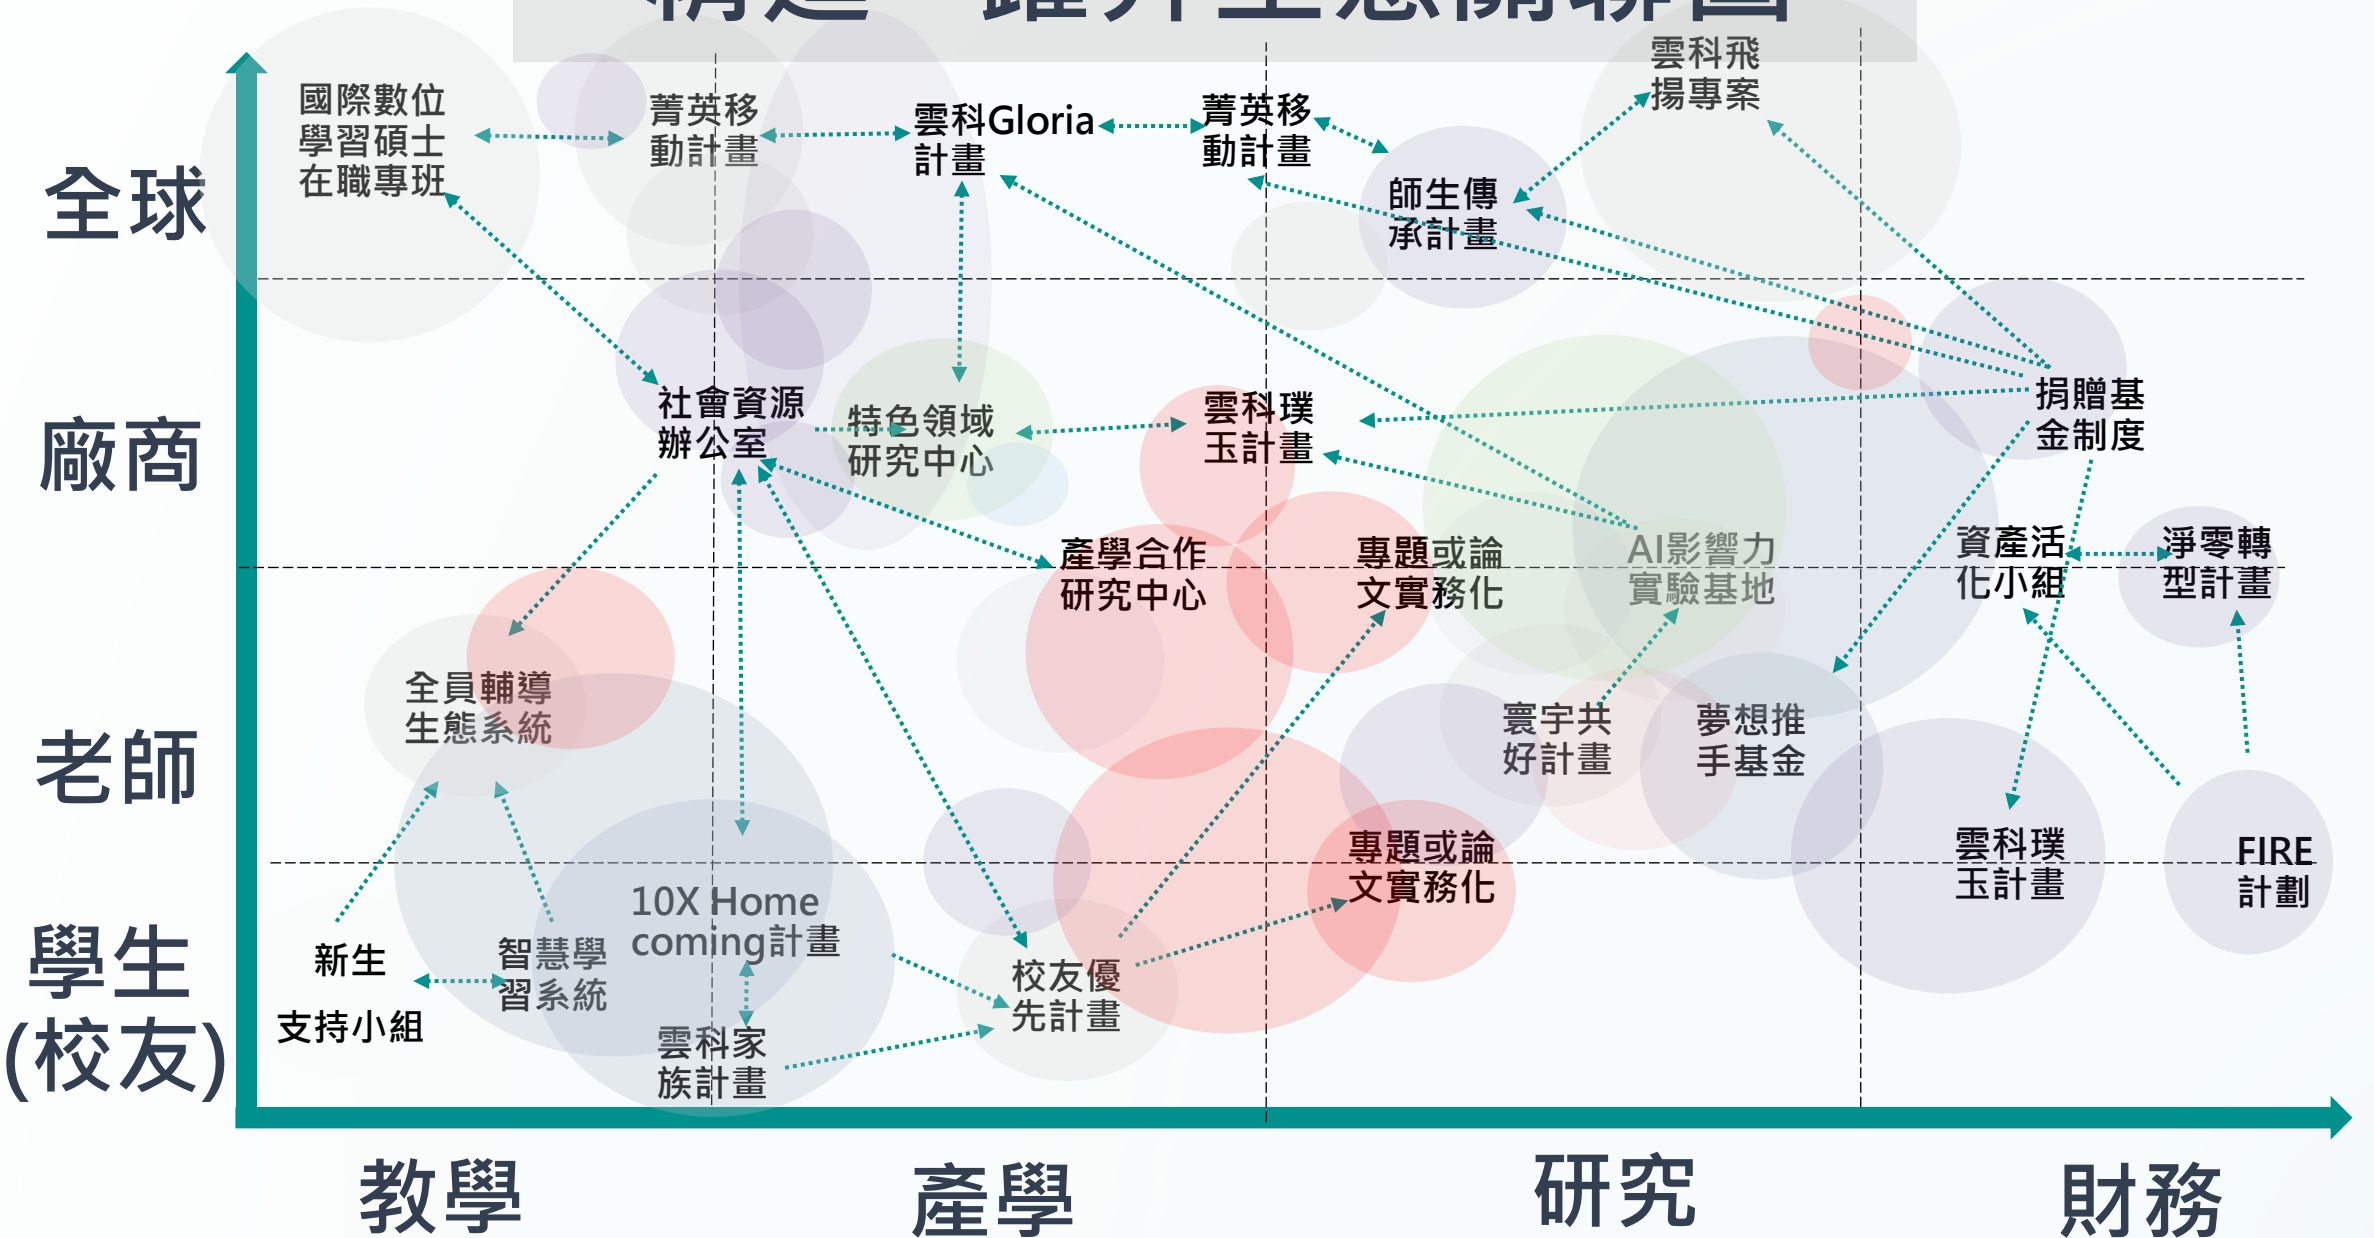 躍升生態關聯圖
雲科飛
揚專案
國際數位
學習碩士
在職專班
菁英移
動計畫
雲科Gloria
計畫
菁英移
動計畫
師生傳
承計畫
全球
社會資源
辦公室
特色領域
研究中心
雲科璞
玉計畫
捐贈基
金制度
廠商
產學合作
研究中心
專題或論
文實務化
AI影響力
實驗基地
資產活
化小組
淨零轉
型計畫
全員輔導
生態系統
寰宇共
好計畫
夢想推
手基金
老師
專題或論
文實務化
雲科璞
玉計畫
FIRE
計劃
10X Home
coming計畫
新生
支持小組
智慧學
習系統
校友優
先計畫
雲科家
族計畫
學生
(校友)
教學
產學
研究
財務